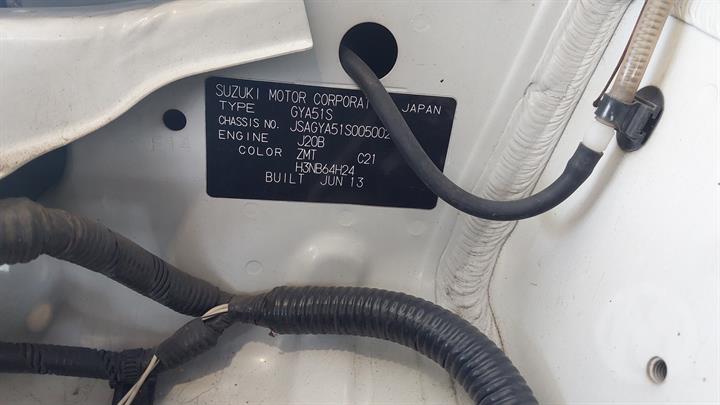 SUZUKI MOTOR CORPORAT JAPAN
TYPE GYA51S
CHASSIS NO. JSAGYA51S005002
ENGINE J20B
COLOR ZMT C21
H3NB64H24
BUILT JUN 13